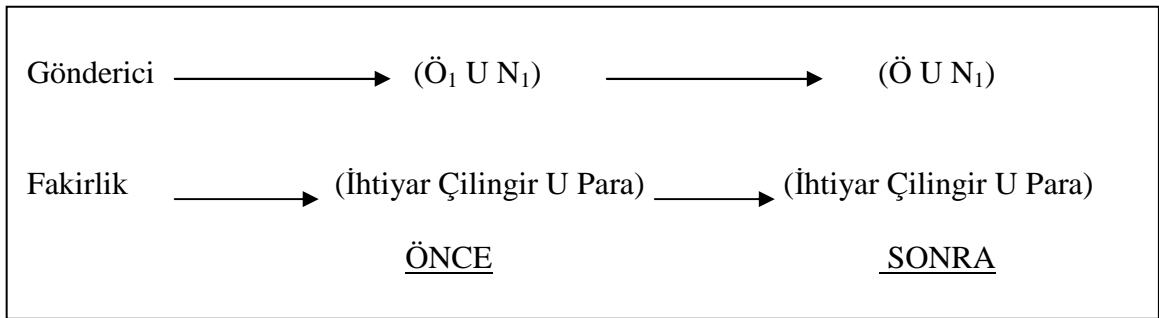 Gönderici (Ö₁ U N₁) (Ö U N₁)
Fakirlik (İhtiyar Çilingir U Para) (İhtiyar Çilingir U Para)
ÖNCE SONRA